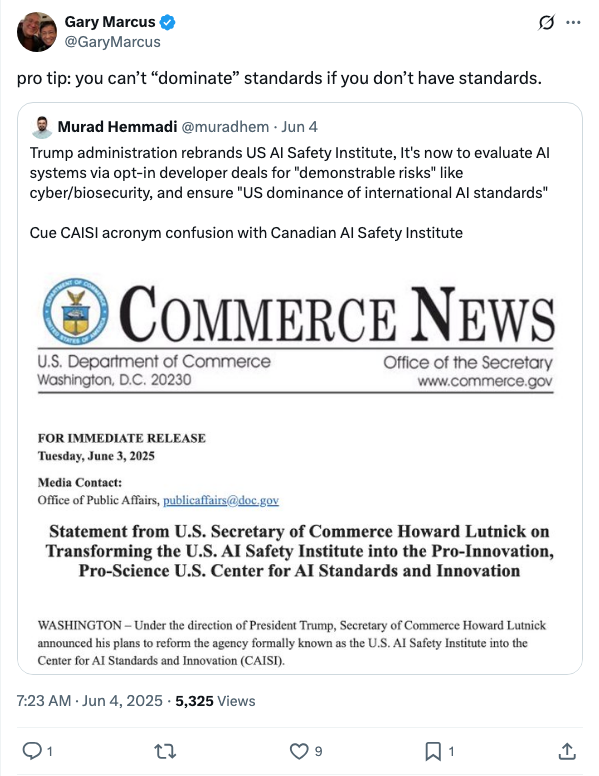 Gary Marcus
@GaryMarcus
pro tip: you can’t “dominate” standards if you don’t have standards.
Murad Hemmadi @muradhem · Jun 4
Trump administration rebrands US AI Safety Institute, It's now to evaluate AI
systems via opt-in developer deals for "demonstrable risks" like
cyber/biosecurity, and ensure "US dominance of international AI standards"
Cue CAISI acronym confusion with Canadian AI Safety Institute
COMMERCE NEWS
U.S. Department of Commerce
Washington, D.C. 20230
Office of the Secretary
www.commerce.gov
FOR IMMEDIATE RELEASE
Tuesday, June 3, 2025
Media Contact:
Office of Public Affairs, publicaffairs@doc.gov
Statement from U.S. Secretary of Commerce Howard Lutnick on
Transforming the U.S. AI Safety Institute into the Pro-Innovation,
Pro-Science U.S. Center for AI Standards and Innovation
WASHINGTON – Under the direction of President Trump, Secretary of Commerce Howard Lutnick
announced his plans to reform the agency formally known as the U.S. AI Safety Institute into the
Center for AI Standards and Innovation (CAISI).
7:23 AM · Jun 4, 2025 · 5,325 Views
1
9
1